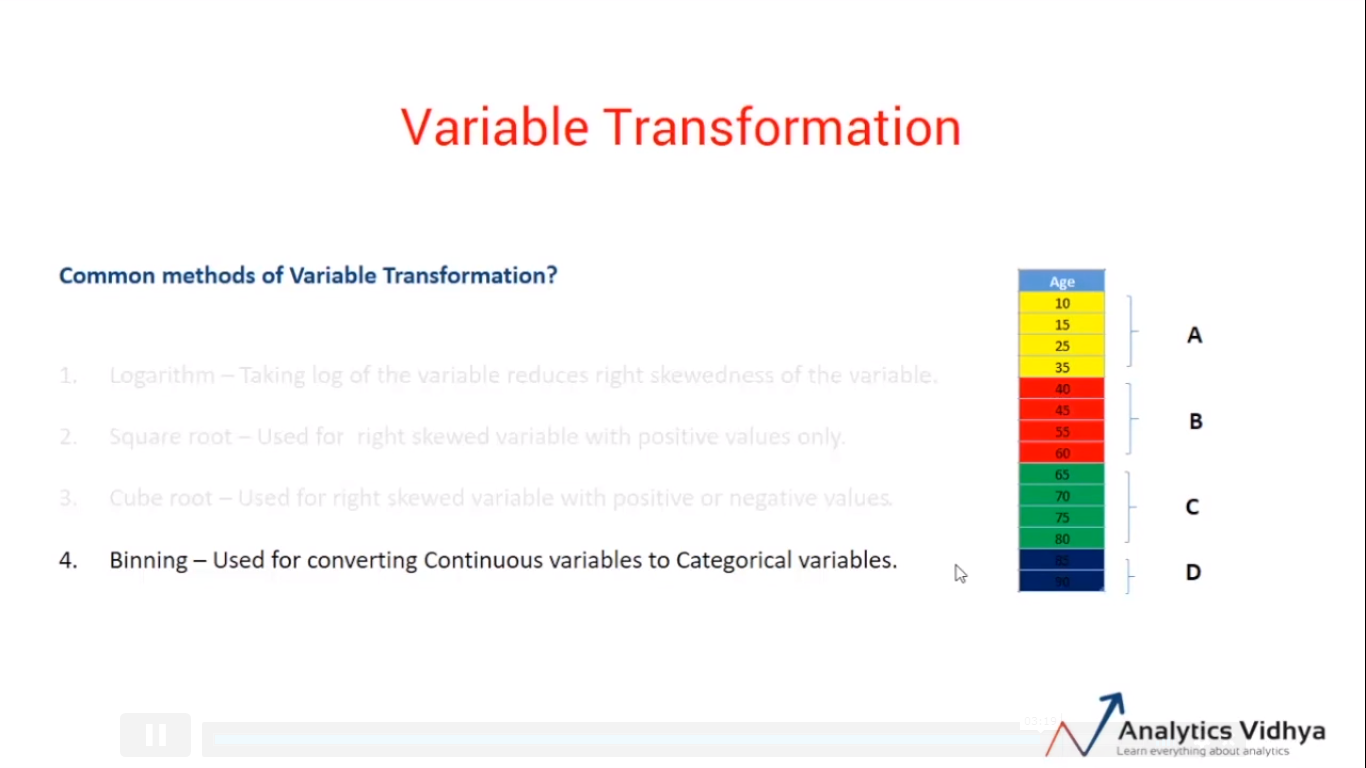 Variable Transformation
Common methods of Variable Transformation?
1. Logarithm – Taking log of the variable reduces right skewedness of the variable.
2. Square root – Used for right skewed variable with positive values only.
3. Cube root – Used for right skewed variable with positive or negative values.
4. Binning – Used for converting Continuous variables to Categorical variables.
Age
10
15
25
35
A
40
45
55
60
B
65
70
75
80
C
85
90
D
Analytics Vidhya
Learn everything about analytics